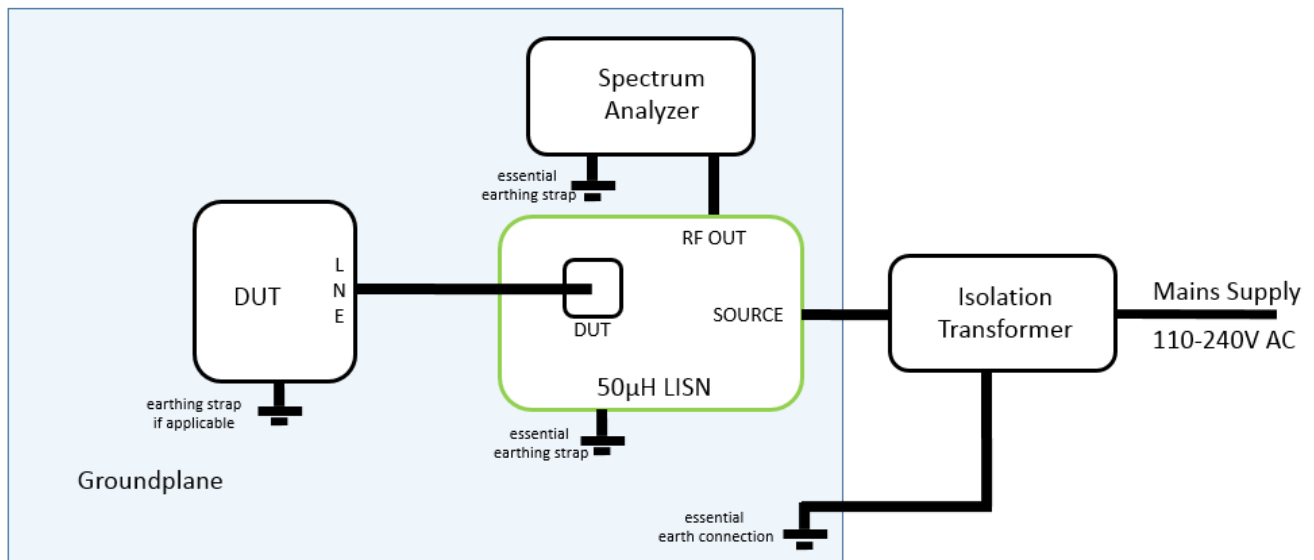 Spectrum
Analyzer
essential
earthing strap
RF OUT
DUT
L
N
E
DUT
SOURCE
50µH LISN
Isolation
Transformer
Mains Supply
110-240V AC
earthing strap
if applicable
essential
earthing strap
Groundplane
essential
earth connection